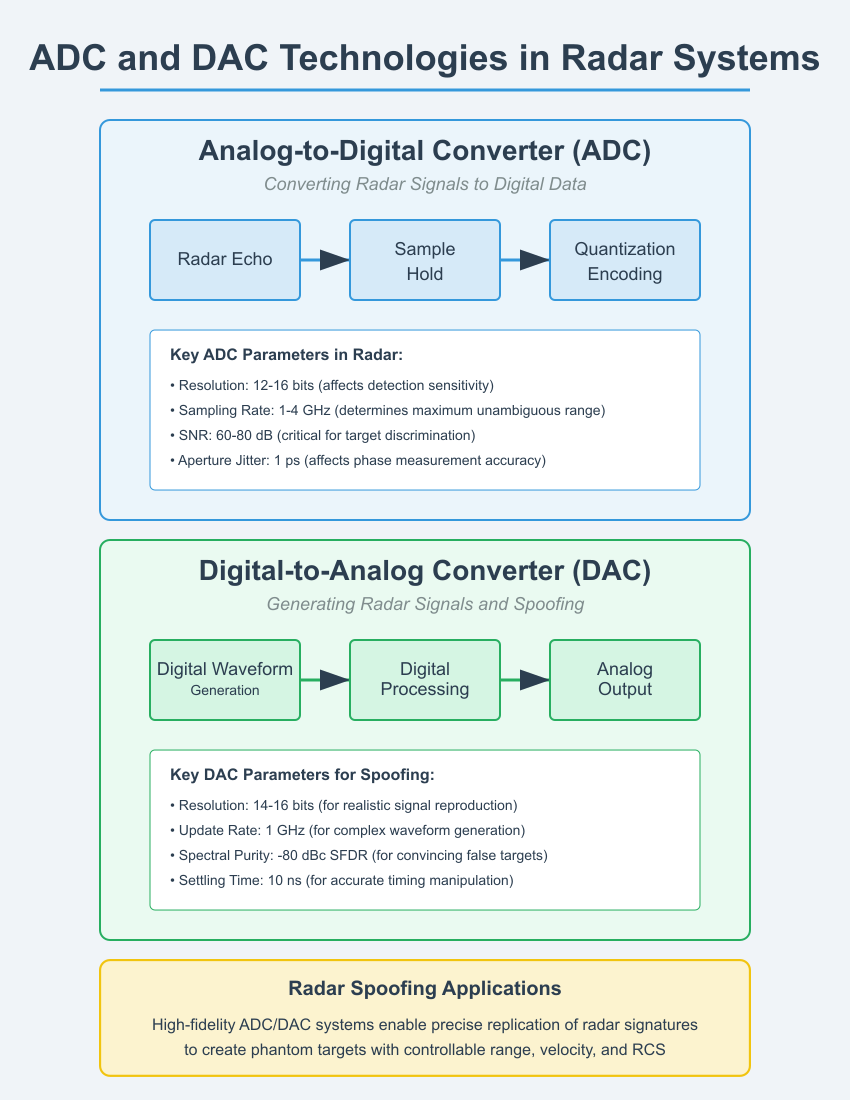 ADC and DAC Technologies in Radar Systems
Analog-to-Digital Converter (ADC)
Converting Radar Signals to Digital Data
Radar Echo
Sample
Hold
Quantization
Encoding
Key ADC Parameters in Radar:
• Resolution: 12-16 bits (affects detection sensitivity)
• Sampling Rate: 1-4 GHz (determines maximum unambiguous range)
• SNR: 60-80 dB (critical for target discrimination)
• Aperture Jitter: 1 ps (affects phase measurement accuracy)
Digital-to-Analog Converter (DAC)
Generating Radar Signals and Spoofing
Digital Waveform
Generation
Digital
Processing
Analog
Output
Key DAC Parameters for Spoofing:
• Resolution: 14-16 bits (for realistic signal reproduction)
• Update Rate: 1 GHz (for complex waveform generation)
• Spectral Purity: -80 dBc SFDR (for convincing false targets)
• Settling Time: 10 ns (for accurate timing manipulation)
Radar Spoofing Applications
High-fidelity ADC/DAC systems enable precise replication of radar signatures
to create phantom targets with controllable range, velocity, and RCS